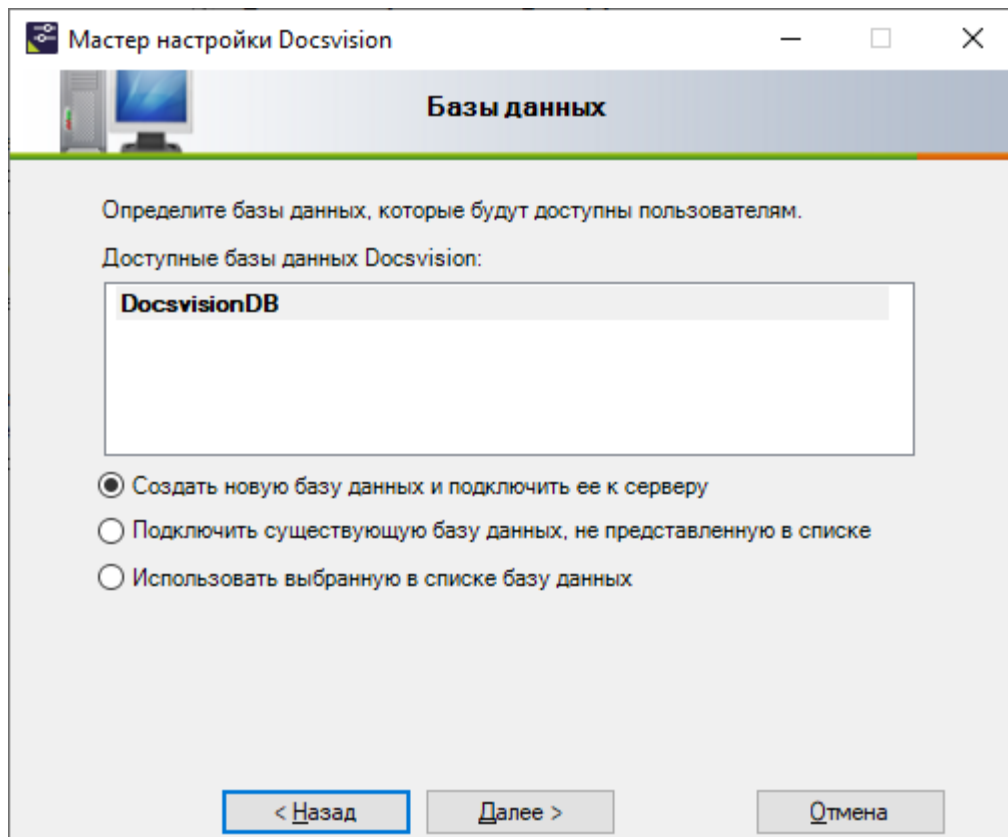 Мастер настройки Docsvision
Базы данных
Определите базы данных, которые будут доступны пользователям.
Доступные базы данных Docsvision:
DocsvisionDB
Создать новую базу данных и подключить ее к серверу
Подключить существующую базу данных, не представленную в списке
Использовать выбранную в списке базу данных
< Назад Далее > Отмена